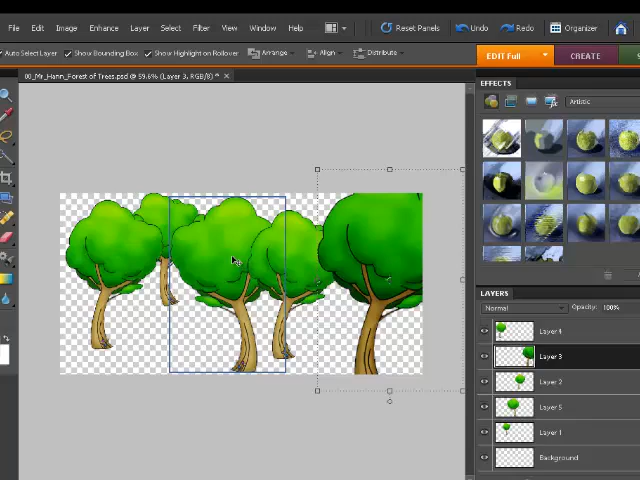 File Edit Image Enhance Layer Select Filter View Window Help Reset Panels Undo Redo Organizer
Auto Select Layer Show Bounding Box Show Highlight on Rollover Arrange Align Distribute EDIT Full CREATE
00_Mr_Hann_Forest of Trees.psd @ 59.6% (Layer 3, RGB/8) *
EFFECTS
Artistic
LAYERS
Normal Opacity: 100%
Layer 4
Layer 3
Layer 2
Layer 5
Layer 1
Background